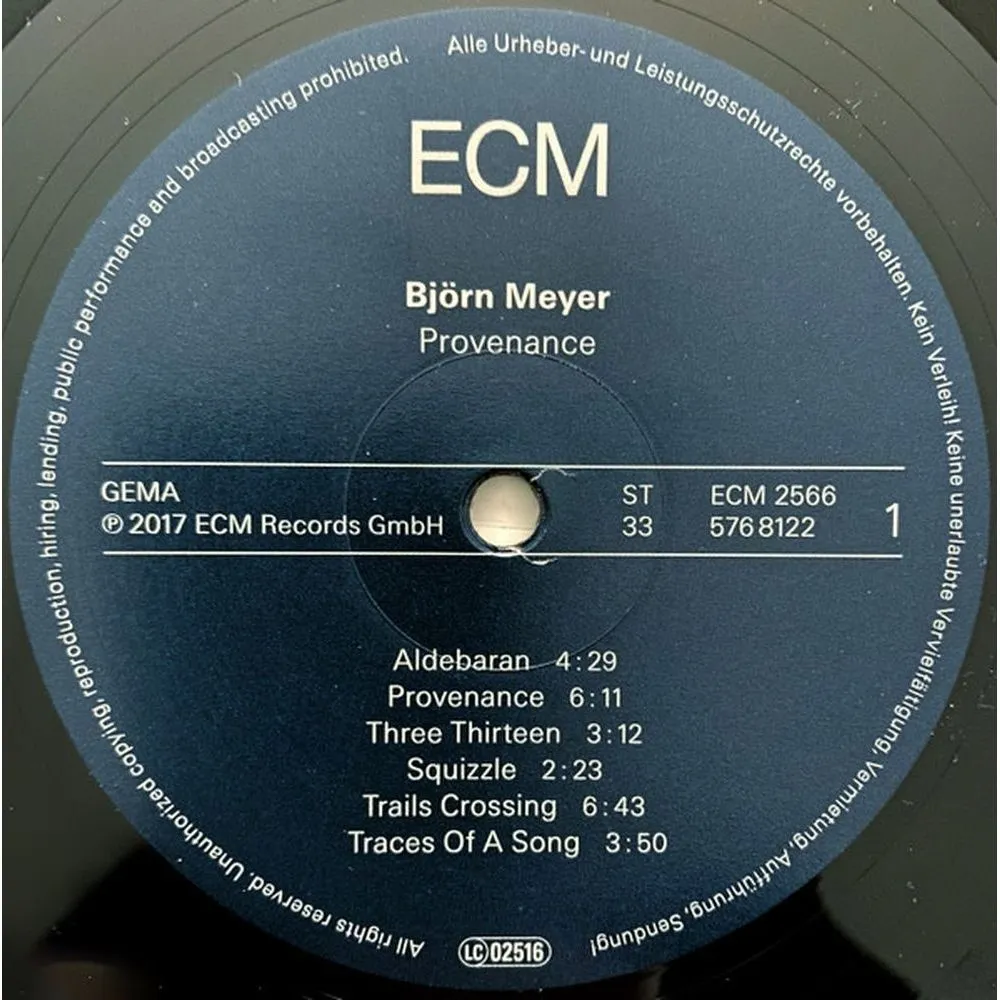 Alle Urheber- und Leistungsschutzrechte vorbehalten. Kein Verleih! Keine unerlaubte Vervielfältigung, Vermietung, Aufführung, Sendung!
ECM
Björn Meyer
Provenance
GEMA ST ECM 2566
℗ 2017 ECM Records GmbH 33 576 8122 1
Aldebaran 4:29
Provenance 6:11
Three Thirteen 3:12
Squizzle 2:23
Trails Crossing 6:43
Traces Of A Song 3:50
LC 02516
All rights reserved. Unauthorized copying, reproduction, hiring, lending, public performance and broadcasting prohibited.